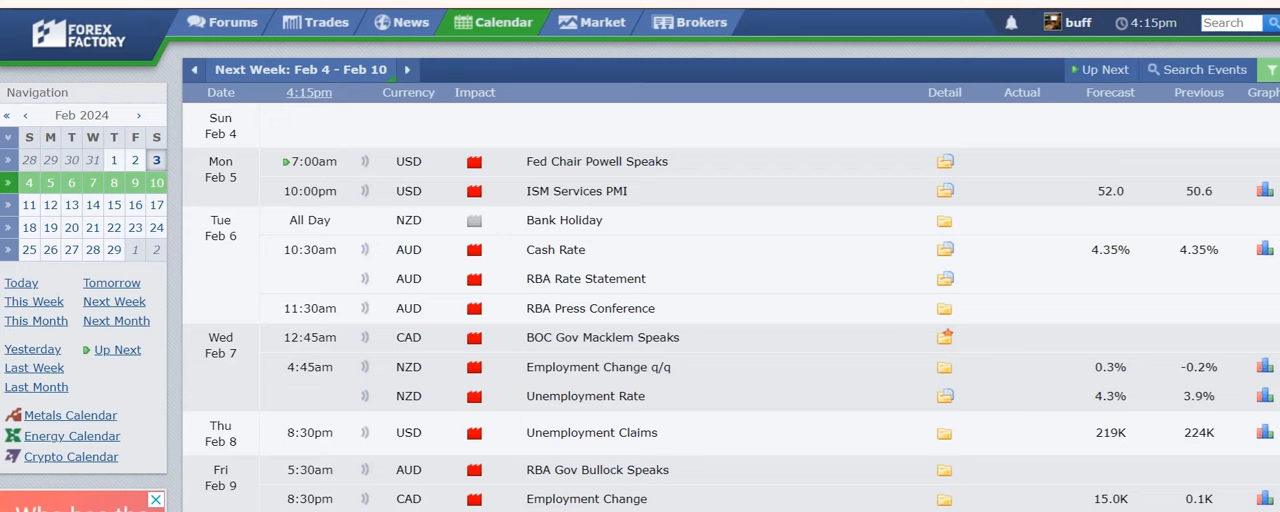 FOREX FACTORY
Forums Trades News Calendar Market Brokers buff 4:15pm Search
Navigation
« ‹ Feb 2024 ›
S M T W T F S
28 29 30 31 1 2 3
4 5 6 7 8 9 10
11 12 13 14 15 16 17
18 19 20 21 22 23 24
25 26 27 28 29 1 2
Today Tomorrow
This Week Next Week
This Month Next Month
Yesterday Up Next
Last Week
Last Month
Metals Calendar
Energy Calendar
Crypto Calendar
Next Week: Feb 4 - Feb 10 Up Next Search Events
Date 4:15pm Currency Impact Detail Actual Forecast Previous Graph
Sun Feb 4
Mon Feb 5 7:00am USD Fed Chair Powell Speaks
10:00pm USD ISM Services PMI 52.0 50.6
Tue Feb 6 All Day NZD Bank Holiday
10:30am AUD Cash Rate 4.35% 4.35%
AUD RBA Rate Statement
11:30am AUD RBA Press Conference
Wed Feb 7 12:45am CAD BOC Gov Macklem Speaks
4:45am NZD Employment Change q/q 0.3% -0.2%
NZD Unemployment Rate 4.3% 3.9%
Thu Feb 8 8:30pm USD Unemployment Claims 219K 224K
Fri Feb 9 5:30am AUD RBA Gov Bullock Speaks
8:30pm CAD Employment Change 15.0K 0.1K